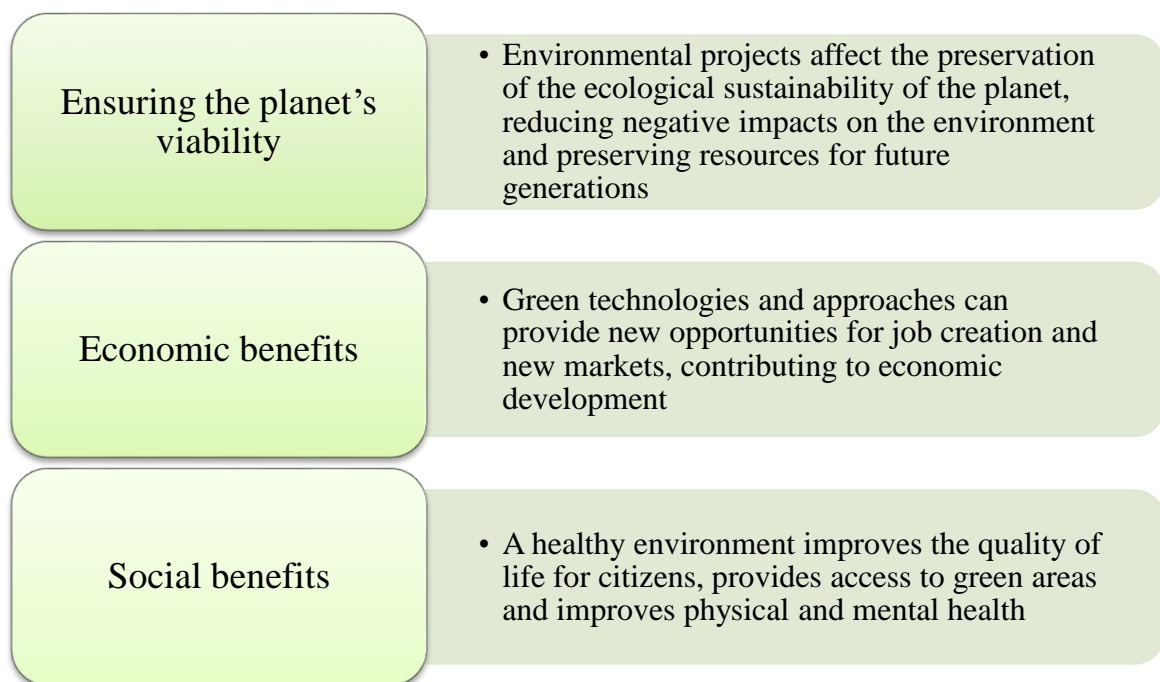 Ensuring the planet’s
viability
• Environmental projects affect the preservation
of the ecological sustainability of the planet,
reducing negative impacts on the environment
and preserving resources for future
generations
Economic benefits
• Green technologies and approaches can
provide new opportunities for job creation and
new markets, contributing to economic
development
Social benefits
• A healthy environment improves the quality of
life for citizens, provides access to green areas
and improves physical and mental health